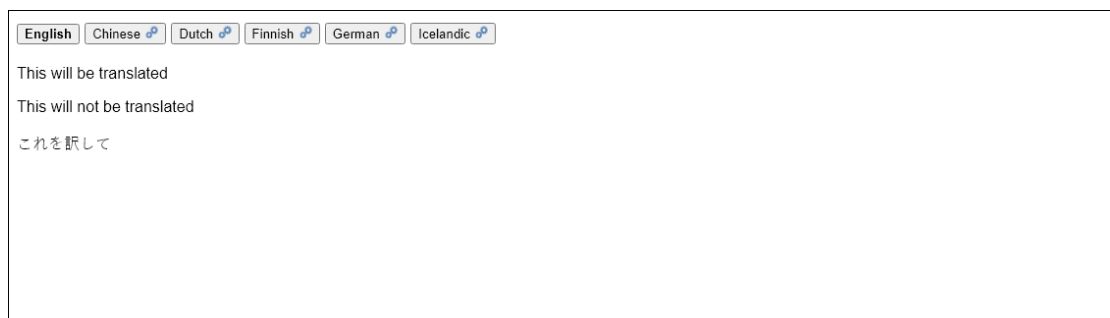 English Chinese Dutch Finnish German Icelandic
This will be translated
This will not be translated
これを訳して